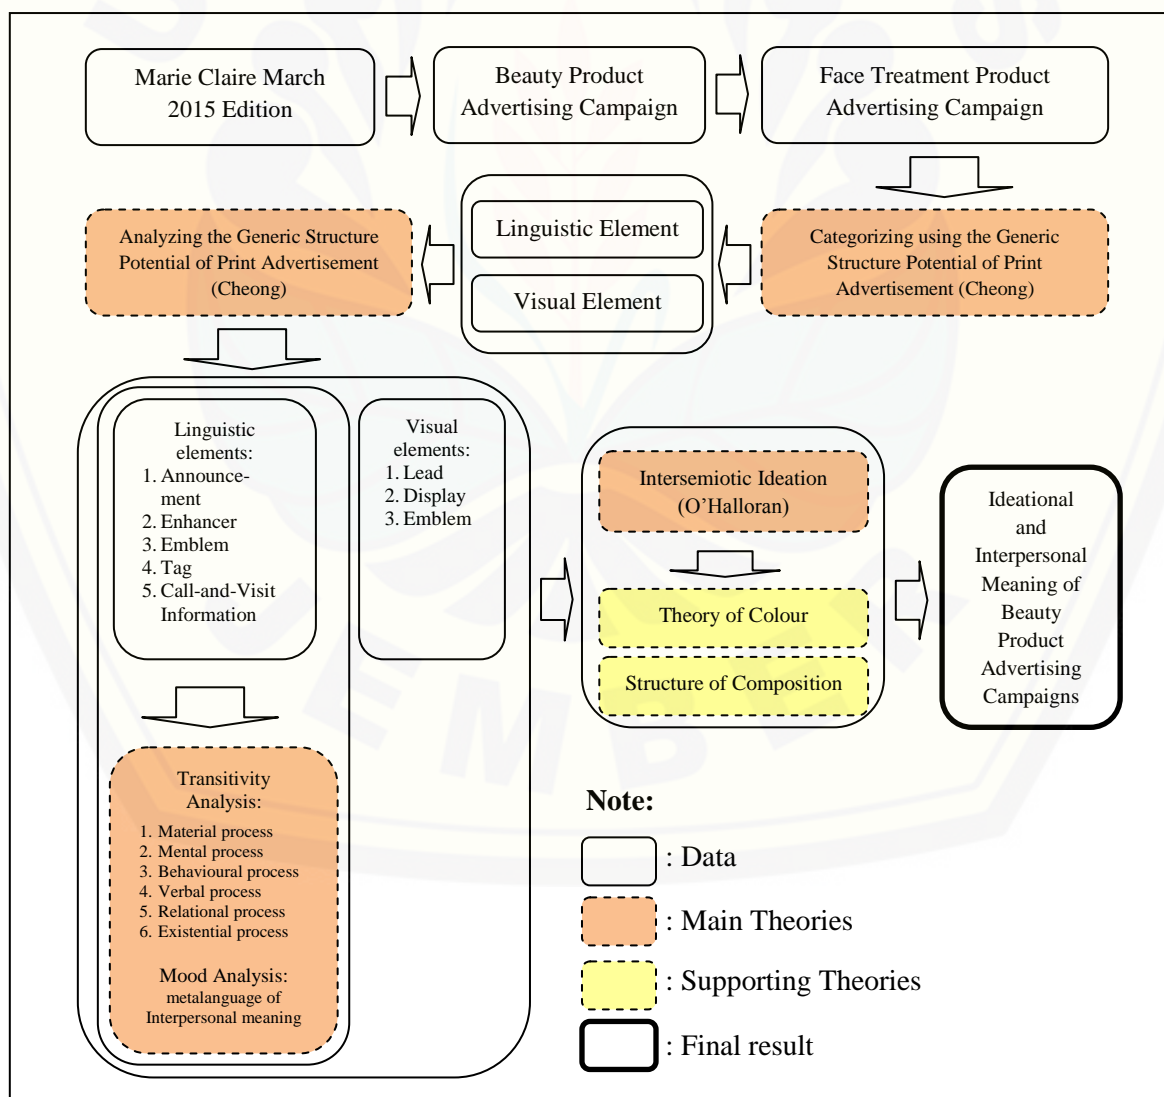 Marie Claire March
2015 Edition
Beauty Product
Advertising Campaign
Face Treatment Product
Advertising Campaign
Analyzing the Generic Structure
Potential of Print Advertisement
(Cheong)
Linguistic Element
Visual Element
Categorizing using the Generic
Structure Potential of Print
Advertisement (Cheong)
Linguistic
elements:
1. Announce-
ment
2. Enhancer
3. Emblem
4. Tag
5. Call-and-Visit
Information
Visual
elements:
1. Lead
2. Display
3. Emblem
Transitivity
Analysis:
1. Material process
2. Mental process
3. Behavioural process
4. Verbal process
5. Relational process
6. Existential process
Mood Analysis:
metalanguage of
Interpersonal meaning
Intersemiotic Ideation
(O’Halloran)
Theory of Colour
Structure of Composition
Ideational
and
Interpersonal
Meaning of
Beauty
Product
Advertising
Campaigns
Note:
: Data
: Main Theories
: Supporting Theories
: Final result
JEMBER